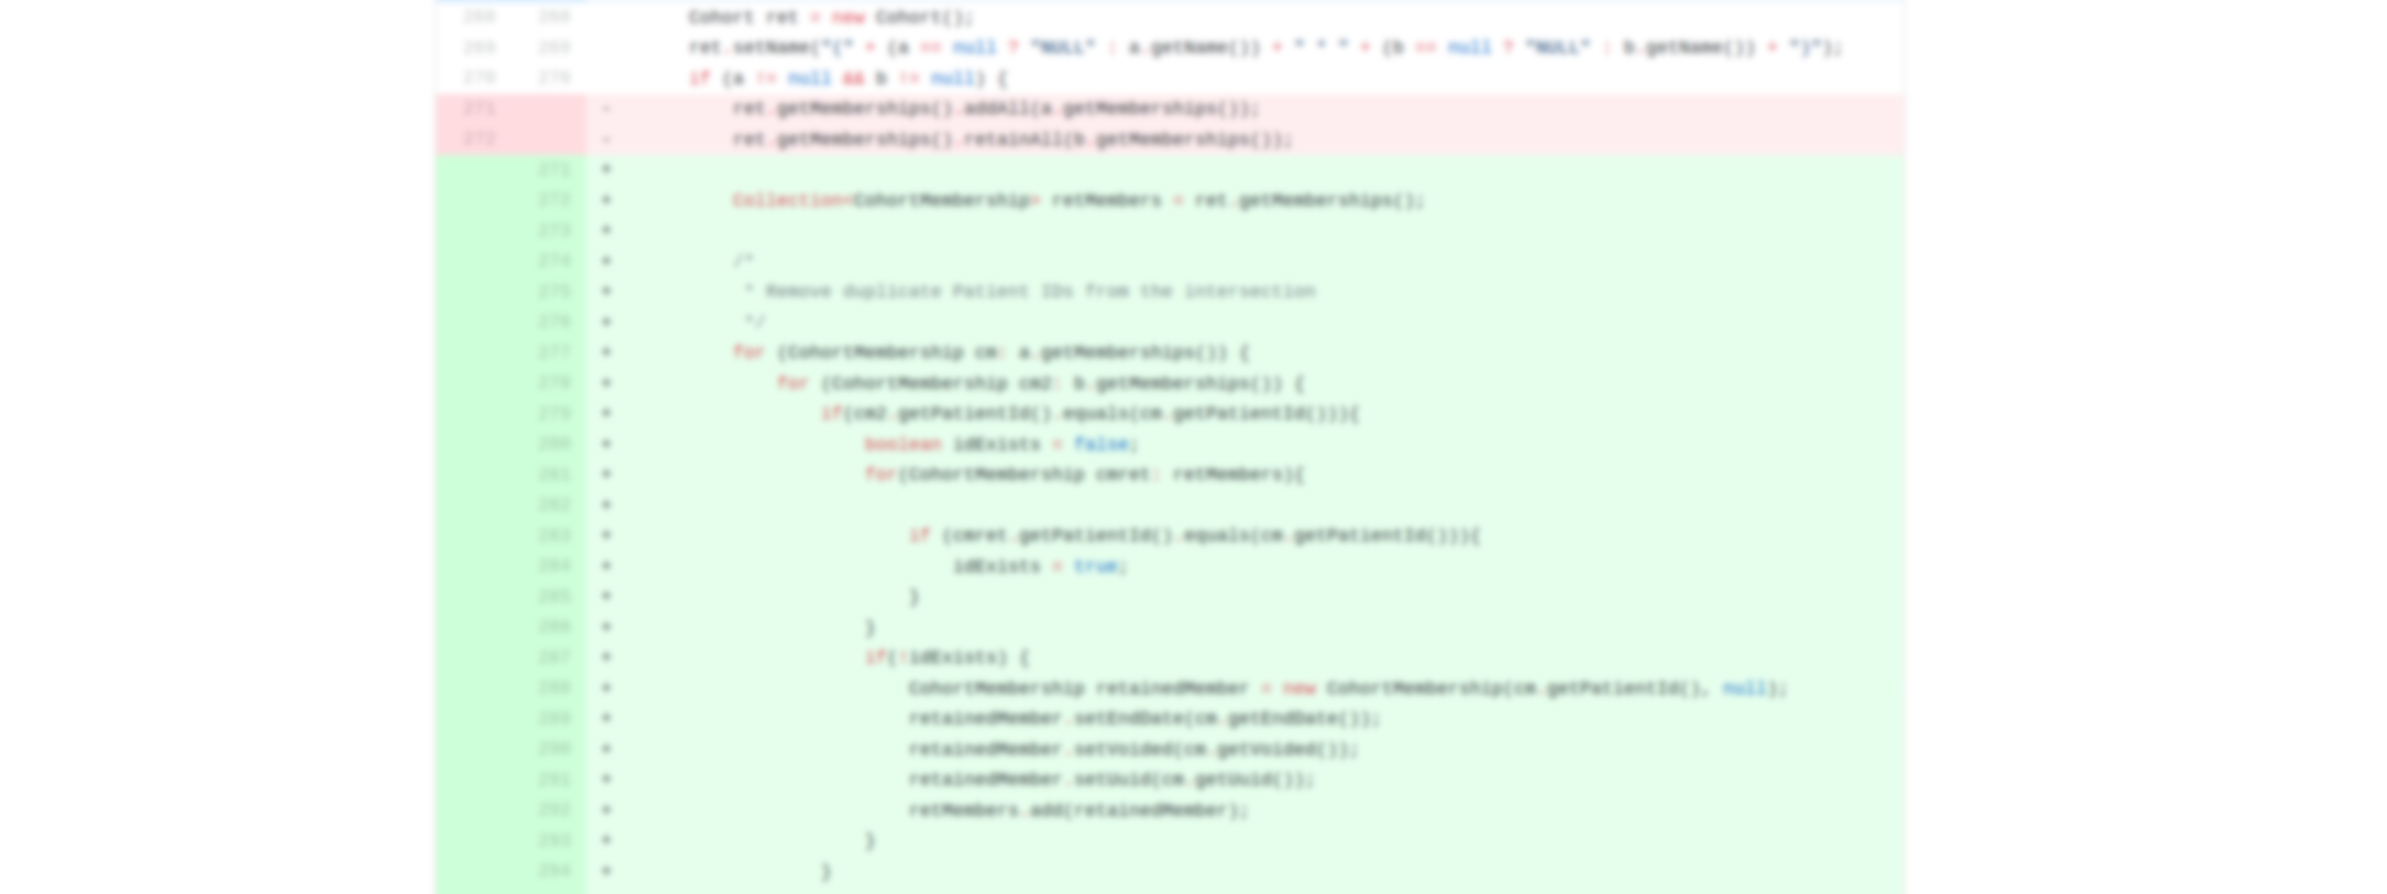 268 268 Cohort ret = new Cohort();
269 269 ret.setName("(" + (a == null ? "NULL" : a.getName()) + " * " + (b == null ? "NULL" : b.getName()) + ")");
270 270 if (a != null && b != null) {
271 - ret.getMemberships().addAll(a.getMemberships());
272 - ret.getMemberships().retainAll(b.getMemberships());
271 +
272 + Collection<CohortMembership> retMembers = ret.getMemberships();
273 +
274 + /*
275 + * Remove duplicate Patient IDs from the intersection
276 + */
277 + for (CohortMembership cm: a.getMemberships()) {
278 + for (CohortMembership cm2: b.getMemberships()) {
279 + if(cm2.getPatientId().equals(cm.getPatientId())){
280 + boolean idExists = false;
281 + for(CohortMembership cmret: retMembers){
282 +
283 + if (cmret.getPatientId().equals(cm.getPatientId())){
284 + idExists = true;
285 + }
286 + }
287 + if(!idExists) {
288 + CohortMembership retainedMember = new CohortMembership(cm.getPatientId(), null);
289 + retainedMember.setEndDate(cm.getEndDate());
290 + retainedMember.setVoided(cm.getVoided());
291 + retainedMember.setUuid(cm.getUuid());
292 + retMembers.add(retainedMember);
293 + }
294 + }